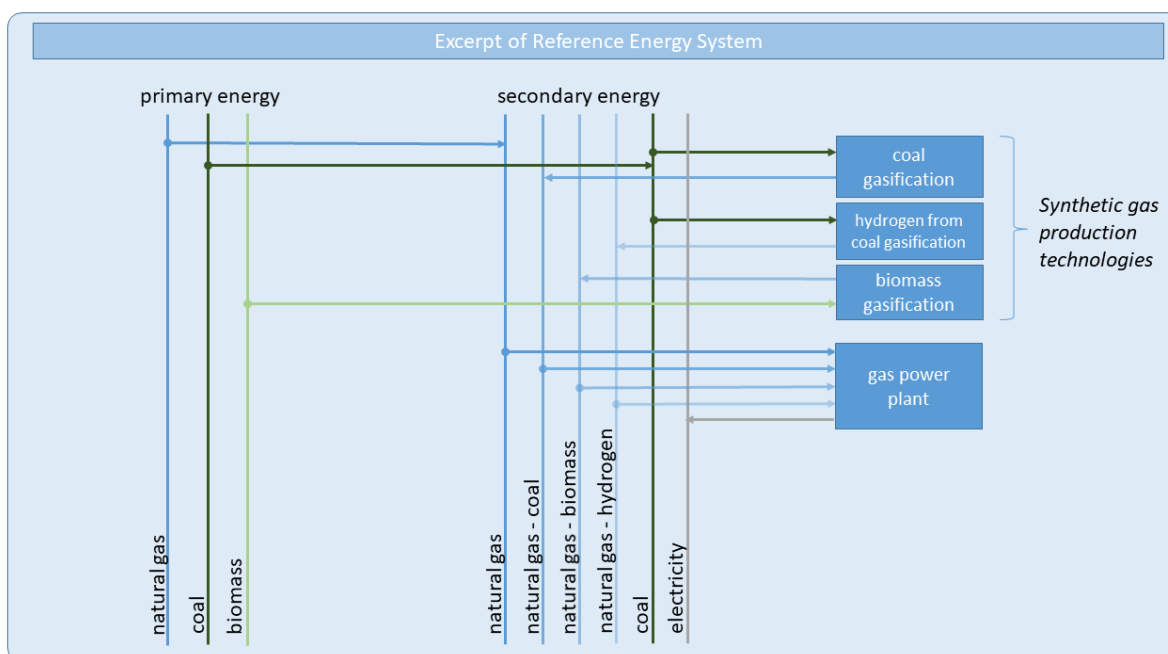 Excerpt of Reference Energy System
primary energy
secondary energy
coal
gasification
hydrogen from
coal gasification
biomass
gasification
Synthetic gas
production
technologies
gas power
plant
natural gas
coal
biomass
natural gas
natural gas - coal
natural gas - biomass
natural gas - hydrogen
coal
electricity